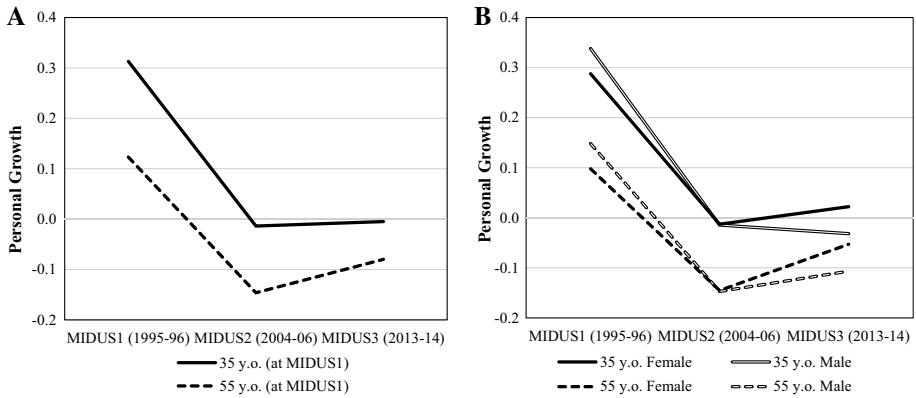 A
Personal Growth
0.4
0.3
0.2
0.1
0.0
-0.1
-0.2
MIDUS1 (1995-96) MIDUS2 (2004-06) MIDUS3 (2013-14)
35 y.o. (at MIDUS1)
55 y.o. (at MIDUS1)
B
Personal Growth
0.4
0.3
0.2
0.1
0.0
-0.1
-0.2
MIDUS1 (1995-96) MIDUS2 (2004-06) MIDUS3 (2013-14)
35 y.o. Female 35 y.o. Male
55 y.o. Female 55 y.o. Male